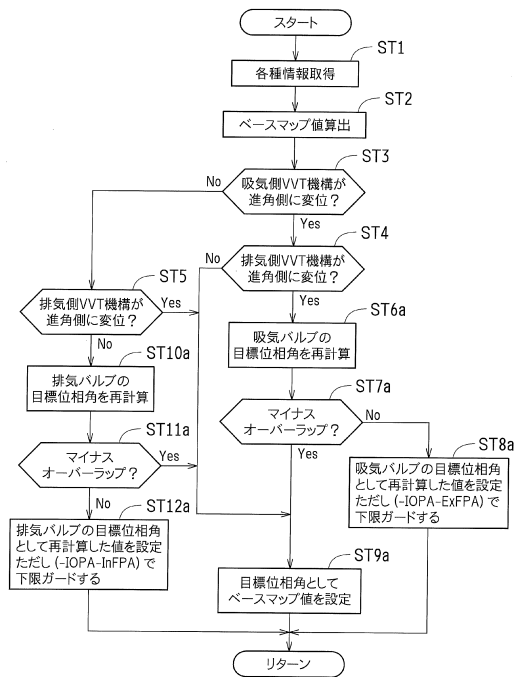 スタート
ST1
各種情報取得
ST2
ベースマップ値算出
ST3
吸気側VVT機構が
進角側に変位？
No
Yes
ST4
排気側VVT機構が
進角側に変位？
No
Yes
ST5
排気側VVT機構が
進角側に変位？
Yes
No
ST6a
吸気バルブの
目標位相角を再計算
ST10a
排気バルブの
目標位相角を再計算
ST7a
マイナス
オーバーラップ？
No
Yes
ST11a
マイナス
オーバーラップ？
Yes
No
ST8a
吸気バルブの目標位相角
として再計算した値を設定
ただし(-IOPA-ExFPA)で
下限ガードする
ST12a
排気バルブの目標位相角
として再計算した値を設定
ただし(-IOPA-InFPA)で
下限ガードする
ST9a
目標位相角として
ベースマップ値を設定
リターン